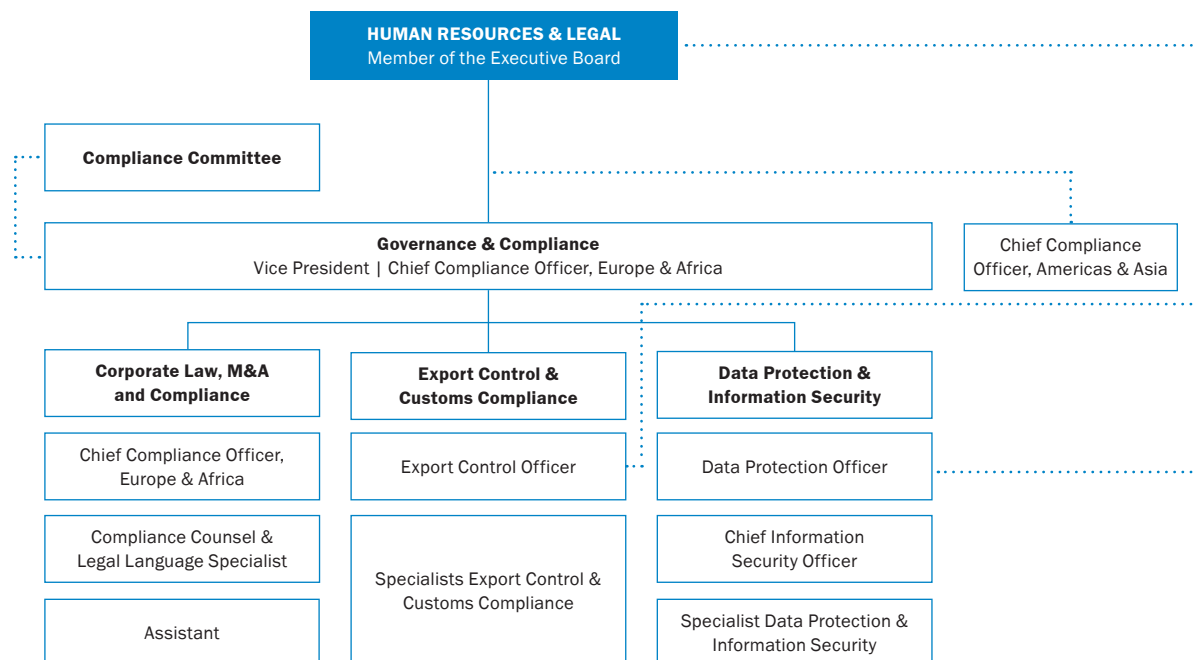 HUMAN RESOURCES & LEGAL
Member of the Executive Board
Compliance Committee
Governance & Compliance
Vice President | Chief Compliance Officer, Europe & Africa
Chief Compliance
Officer, Americas & Asia
Corporate Law, M&A
and Compliance
Export Control &
Customs Compliance
Data Protection &
Information Security
Chief Compliance Officer,
Europe & Africa
Export Control Officer
Data Protection Officer
Compliance Counsel &
Legal Language Specialist
Specialists Export Control &
Customs Compliance
Chief Information
Security Officer
Assistant
Specialist Data Protection &
Information Security